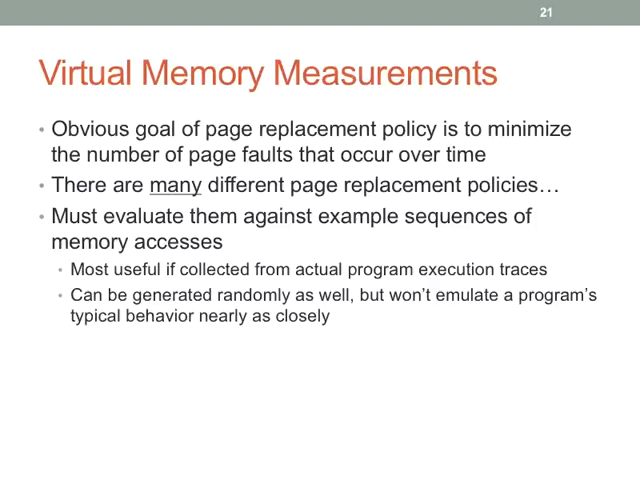 21
Virtual Memory Measurements
• Obvious goal of page replacement policy is to minimize
the number of page faults that occur over time
• There are many different page replacement policies…
• Must evaluate them against example sequences of
memory accesses
• Most useful if collected from actual program execution traces
• Can be generated randomly as well, but won’t emulate a program’s
typical behavior nearly as closely